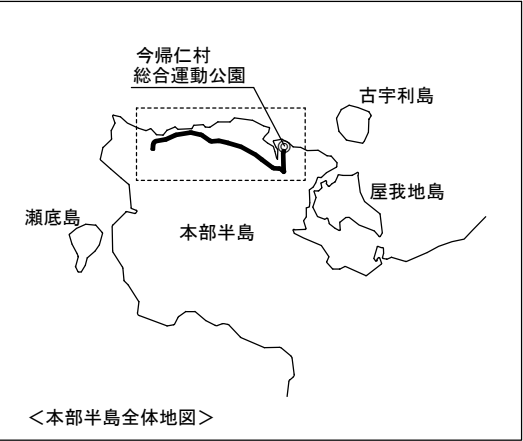 今帰仁村
総合運動公園
古宇利島
屋我地島
瀬底島
本部半島
＜本部半島全体地図＞